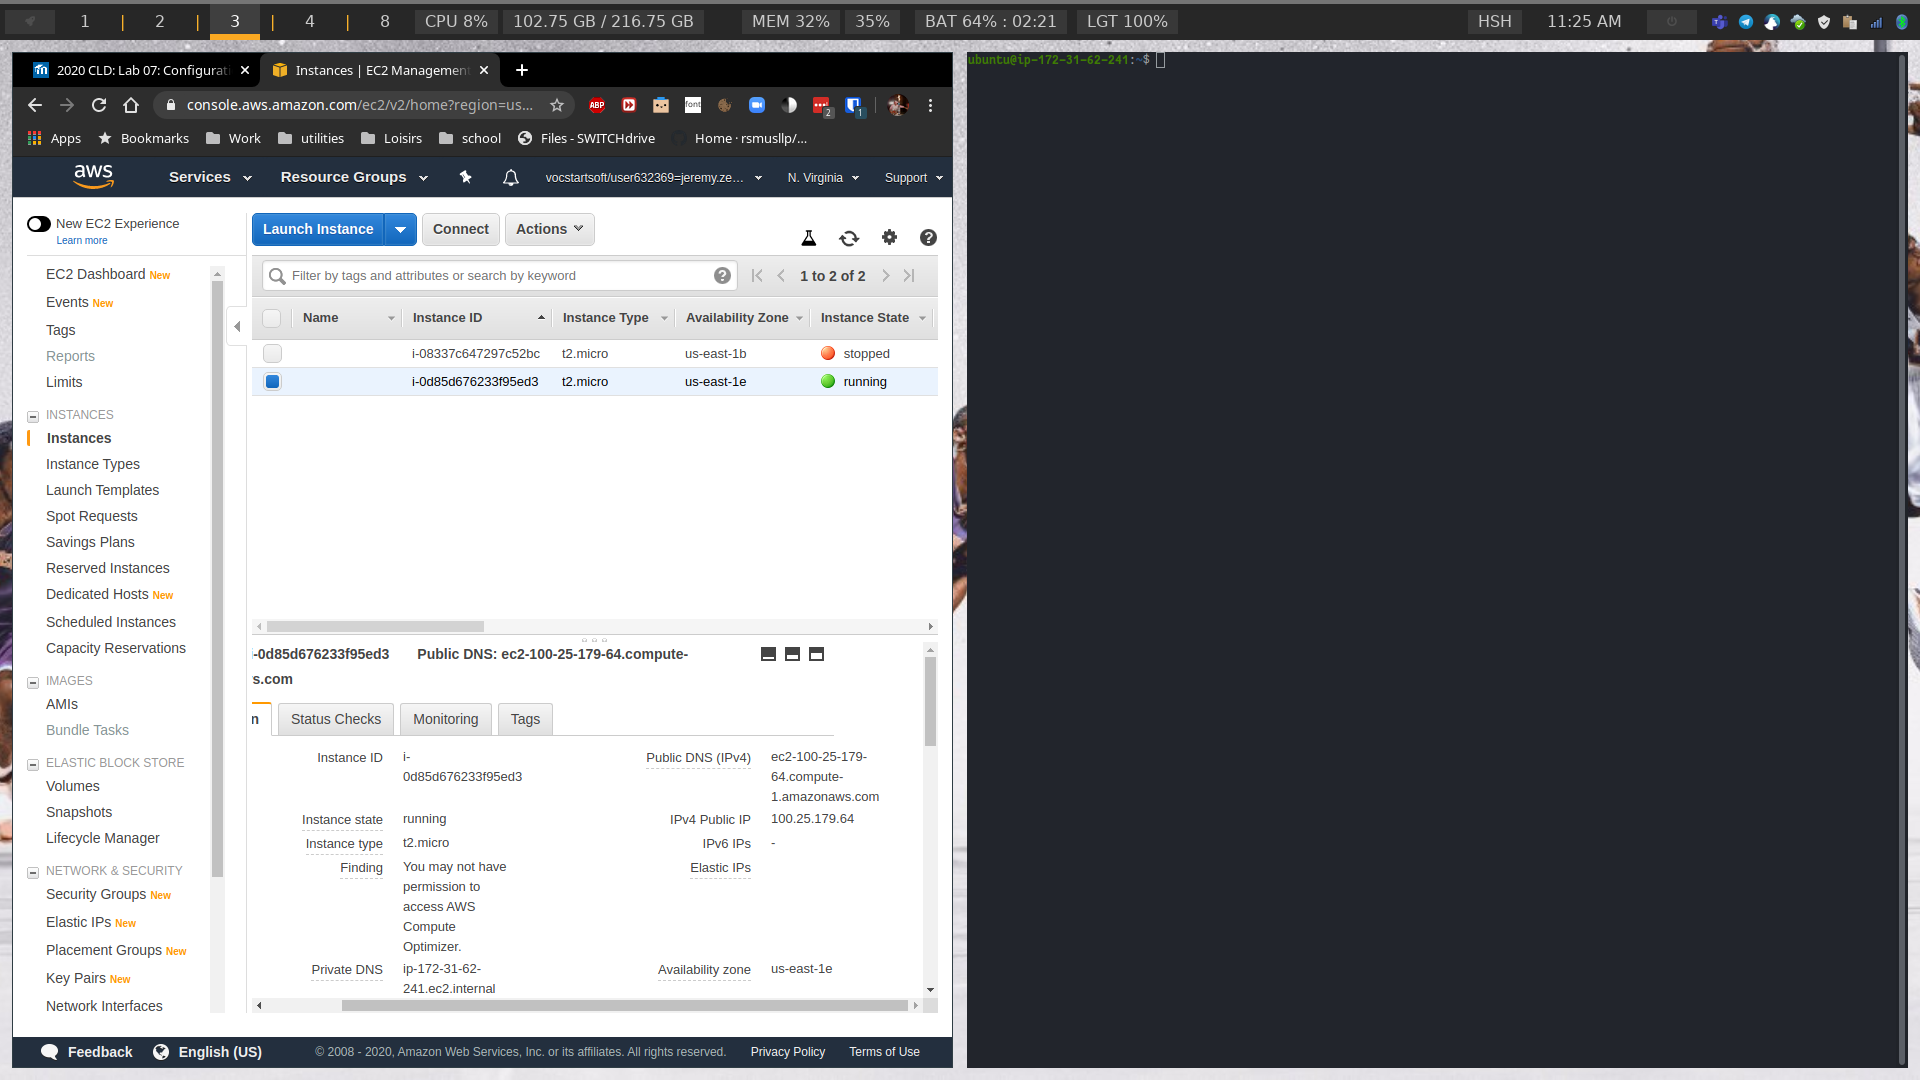 1 | 2 | 3 | 4 | 8 CPU 8% 102.75 GB / 216.75 GB MEM 32% 35% BAT 64% : 02:21 LGT 100% HSH 11:25 AM
2020 CLD: Lab 07: Configurati
Instances | EC2 Management
console.aws.amazon.com/ec2/v2/home?region=us...
ABP
font
2
1
Apps Bookmarks Work utilities Loisirs school Files - SWITCHdrive Home · rsmusllp/...
aws Services Resource Groups vocstartsoft/user632369=jeremy.ze... N. Virginia Support
New EC2 Experience
Learn more
EC2 Dashboard New
Events New
Tags
Reports
Limits
INSTANCES
Instances
Instance Types
Launch Templates
Spot Requests
Savings Plans
Reserved Instances
Dedicated Hosts New
Scheduled Instances
Capacity Reservations
IMAGES
AMIs
Bundle Tasks
ELASTIC BLOCK STORE
Volumes
Snapshots
Lifecycle Manager
NETWORK & SECURITY
Security Groups New
Elastic IPs New
Placement Groups New
Key Pairs New
Network Interfaces
Launch Instance Connect Actions
Filter by tags and attributes or search by keyword
1 to 2 of 2
Name Instance ID Instance Type Availability Zone Instance State
i-08337c647297c52bc t2.micro us-east-1b stopped
i-0d85d676233f95ed3 t2.micro us-east-1e running
-0d85d676233f95ed3 Public DNS: ec2-100-25-179-64.compute-
s.com
n Status Checks Monitoring Tags
Instance ID i-
0d85d676233f95ed3
Public DNS (IPv4) ec2-100-25-179-
64.compute-
1.amazonaws.com
Instance state running
IPv4 Public IP 100.25.179.64
Instance type t2.micro
IPv6 IPs -
Finding You may not have
permission to
access AWS
Compute
Optimizer.
Elastic IPs
Private DNS ip-172-31-62-
241.ec2.internal
Availability zone us-east-1e
Feedback English (US) © 2008 - 2020, Amazon Web Services, Inc. or its affiliates. All rights reserved. Privacy Policy Terms of Use
ubuntu@ip-172-31-62-241:~$